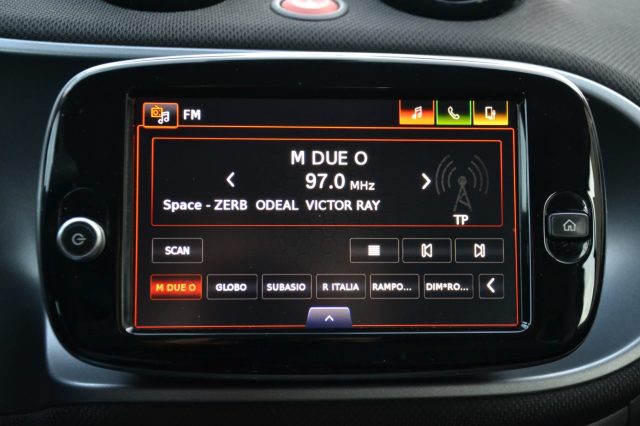 FM
M DUE O
97.0 MHz
Space - ZERB ODEAL VICTOR RAY
TP
SCAN
M DUE O GLOBO SUBASIO R ITALIA RAMPO... DIM*RO...